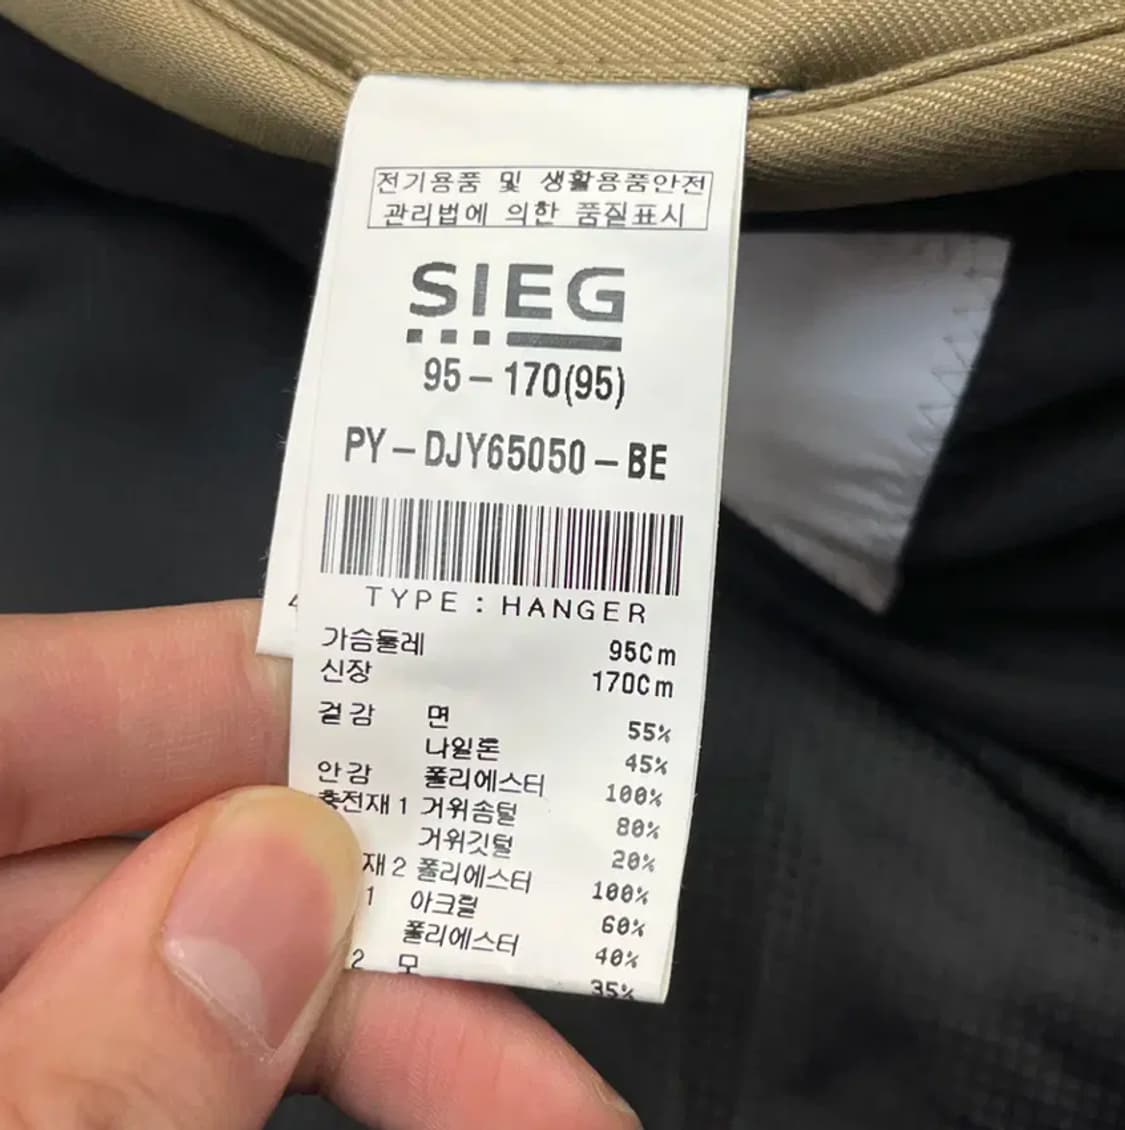 전기용품 및 생활용품안전
관리법에 의한 품질표시
SIEG
95-170(95)
PY-DJY65050-BE
TYPE : HANGER
가슴둘레 95Cm
신장 170Cm
겉감 면 55%
나일론 45%
안감 폴리에스터 100%
충전재1 거위솜털 80%
거위깃털 20%
재2 폴리에스터 100%
1 아크릴 60%
폴리에스터 40%
2 모 35%
4